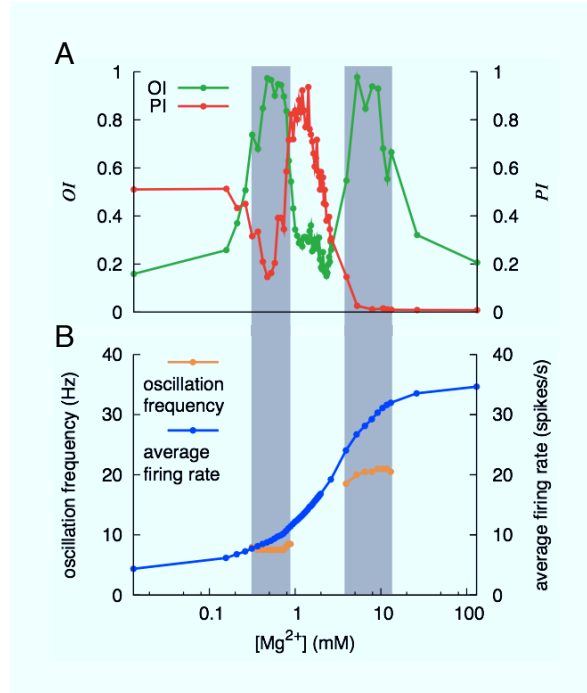 A
1 1
OI
PI
0.8 0.8
0.6 0.6
OI PI
0.4 0.4
0.2 0.2
0 0
B
40 40
oscillation
frequency
30 30
average
firing rate
oscillation frequency (Hz)
average firing rate (spikes/s)
20 20
10 10
0 0
0.1 1 10 100
[Mg²⁺] (mM)